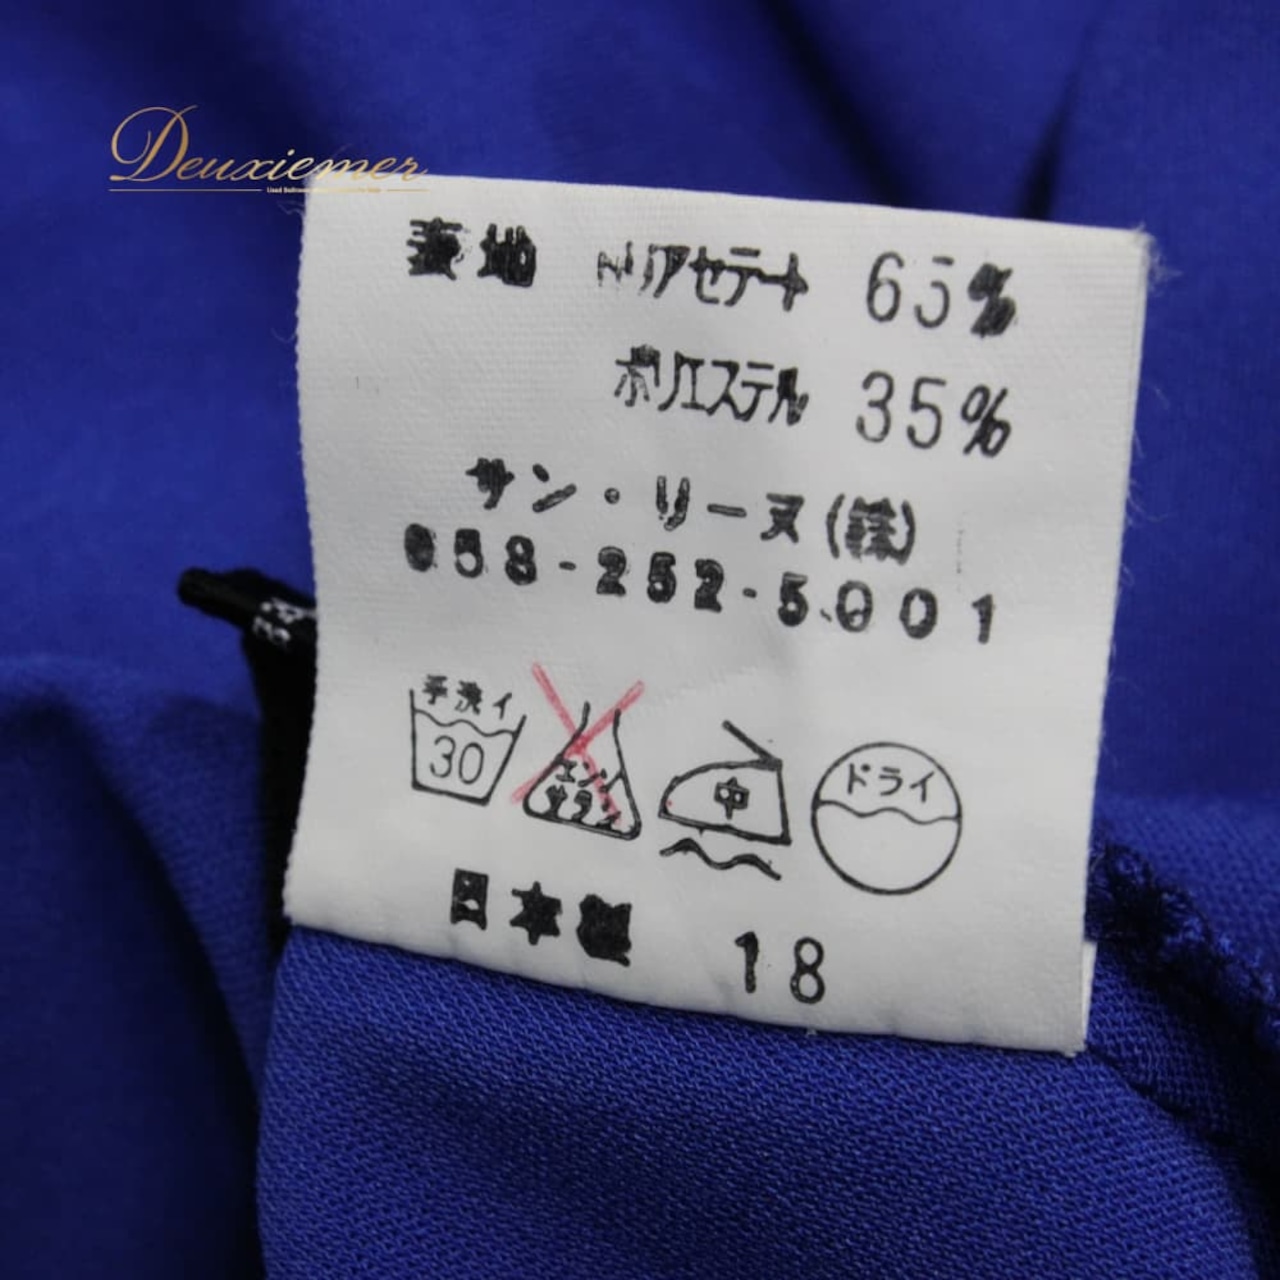 Deuxiemer
表地 トリアセテート 65%
ポリエステル 35%
サン・リーヌ(株)
058-252-5001
手洗イ
30
エンソ
サラシ
中
ドライ
日本製 18